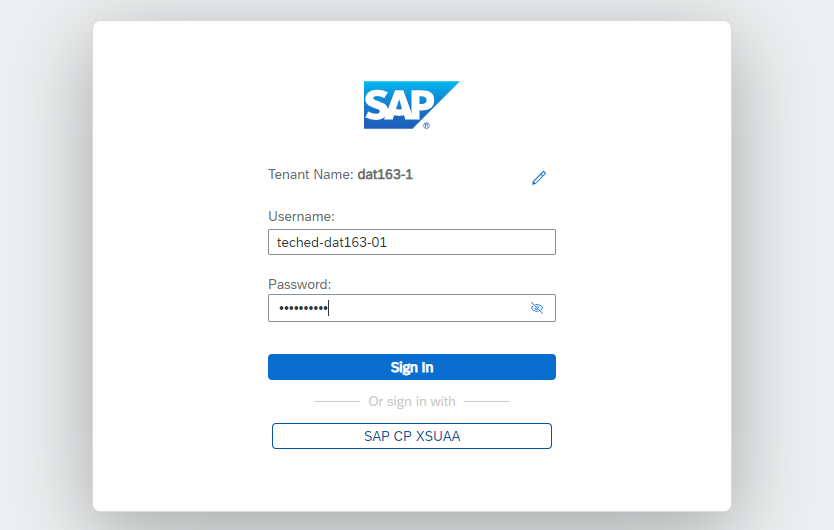 SAP
®
Tenant Name: dat163-1
Username:
teched-dat163-01
Password:
••••••••••
Sign In
Or sign in with
SAP CP XSUAA